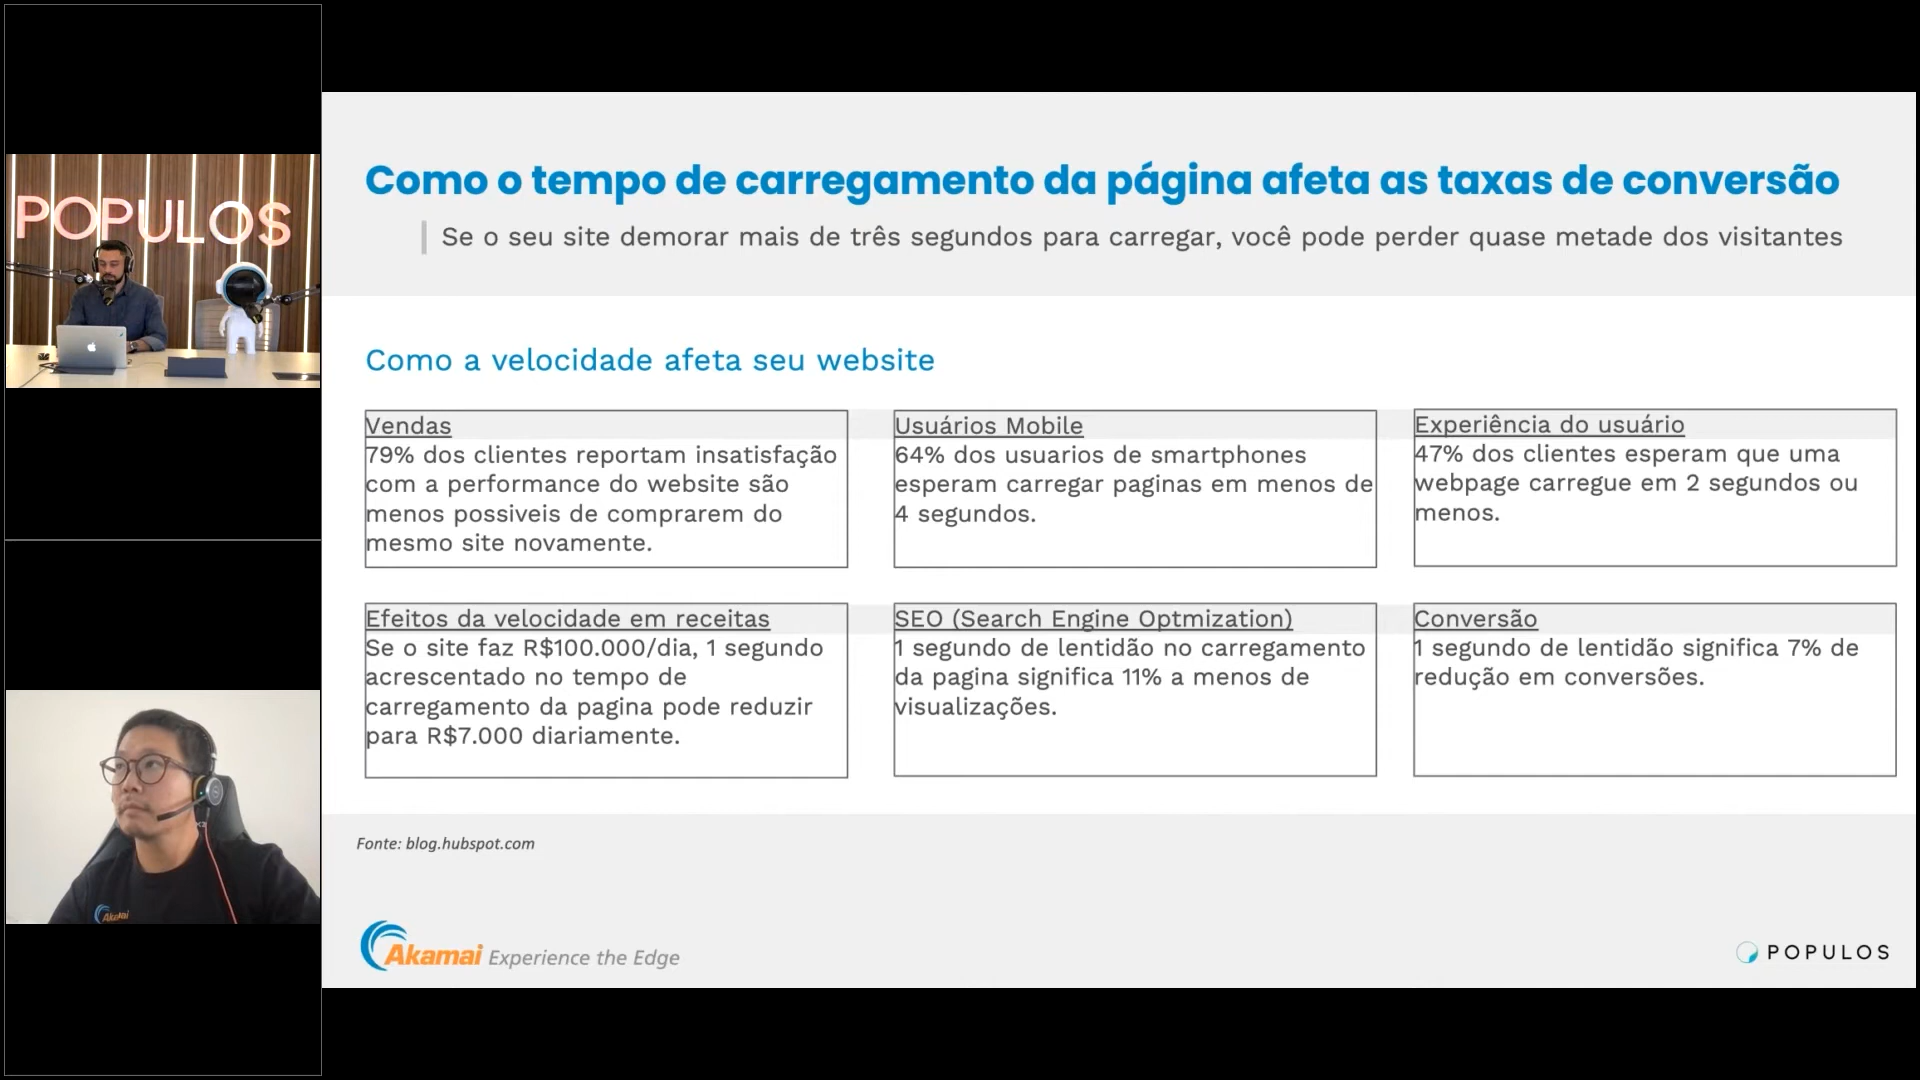 POPULOS
Akamai
Como o tempo de carregamento da página afeta as taxas de conversão
Se o seu site demorar mais de três segundos para carregar, você pode perder quase metade dos visitantes
Como a velocidade afeta seu website
Vendas
79% dos clientes reportam insatisfação
com a performance do website são
menos possiveis de comprarem do
mesmo site novamente.
Usuários Mobile
64% dos usuarios de smartphones
esperam carregar paginas em menos de
4 segundos.
Experiência do usuário
47% dos clientes esperam que uma
webpage carregue em 2 segundos ou
menos.
Efeitos da velocidade em receitas
Se o site faz R$100.000/dia, 1 segundo
acrescentado no tempo de
carregamento da pagina pode reduzir
para R$7.000 diariamente.
SEO (Search Engine Optmization)
1 segundo de lentidão no carregamento
da pagina significa 11% a menos de
visualizações.
Conversão
1 segundo de lentidão significa 7% de
redução em conversões.
Fonte: blog.hubspot.com
Akamai Experience the Edge
POPULOS